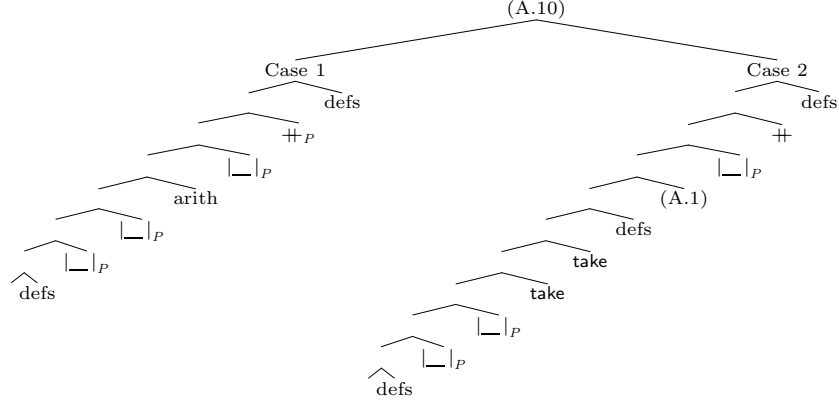 (A.10)
Case 1 Case 2
defs defs
⧺_P ⧺
|_|_P |_|_P
arith (A.1)
|_|_P defs
|_|_P take
defs take
|_|_P
|_|_P
defs